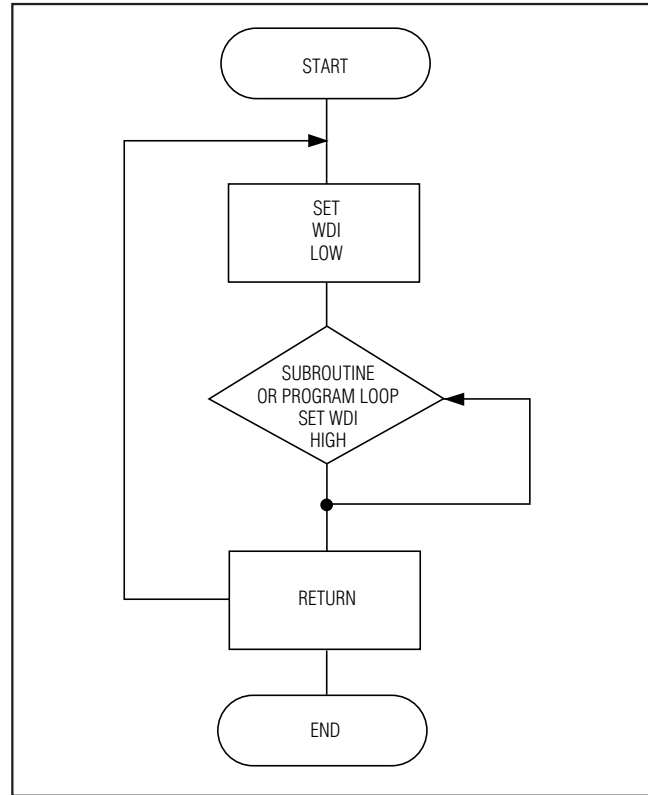 START
SET
WDI
LOW
SUBROUTINE
OR PROGRAM LOOP
SET WDI
HIGH
RETURN
END